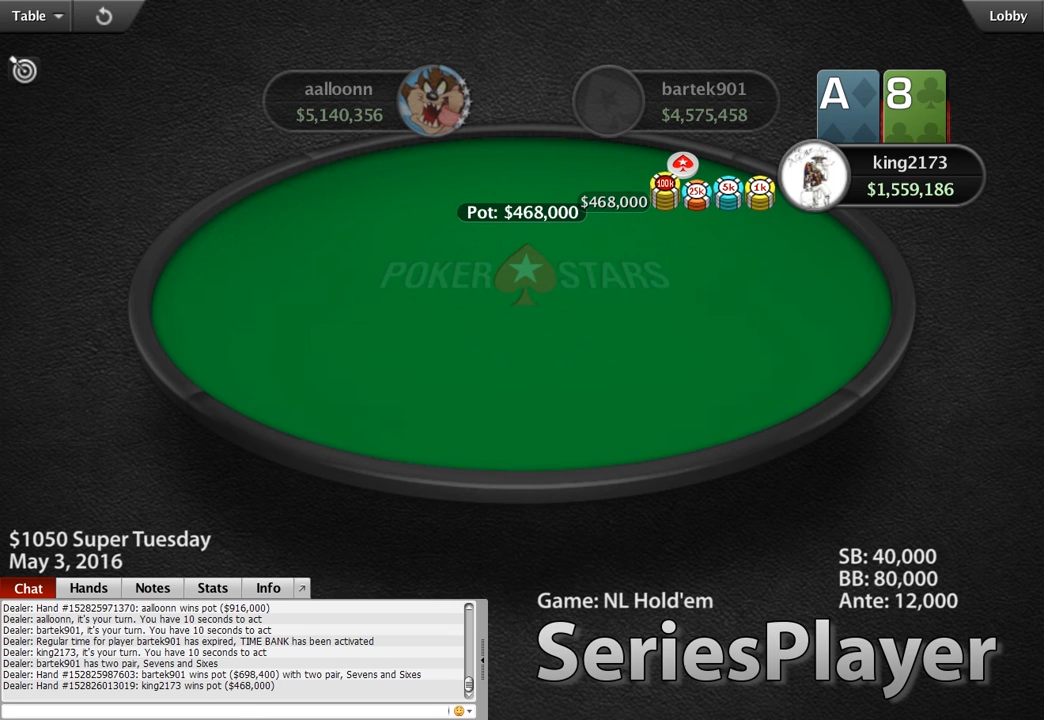 Table
Lobby
aalloonn
$5,140,356
bartek901
$4,575,458
A 8
king2173
$1,559,186
100k 25k 5k 1k
$468,000
Pot: $468,000
POKER STARS
$1050 Super Tuesday
May 3, 2016
SB: 40,000
BB: 80,000
Ante: 12,000
Game: NL Hold'em
SeriesPlayer
Chat Hands Notes Stats Info
Dealer: Hand #152825971370: aalloonn wins pot ($916,000)
Dealer: aalloonn, it's your turn. You have 10 seconds to act
Dealer: bartek901, it's your turn. You have 10 seconds to act
Dealer: Regular time for player bartek901 has expired, TIME BANK has been activated
Dealer: king2173, it's your turn. You have 10 seconds to act
Dealer: bartek901 has two pair, Sevens and Sixes
Dealer: Hand #152825987603: bartek901 wins pot ($698,400) with two pair, Sevens and Sixes
Dealer: Hand #152826013019: king2173 wins pot ($468,000)